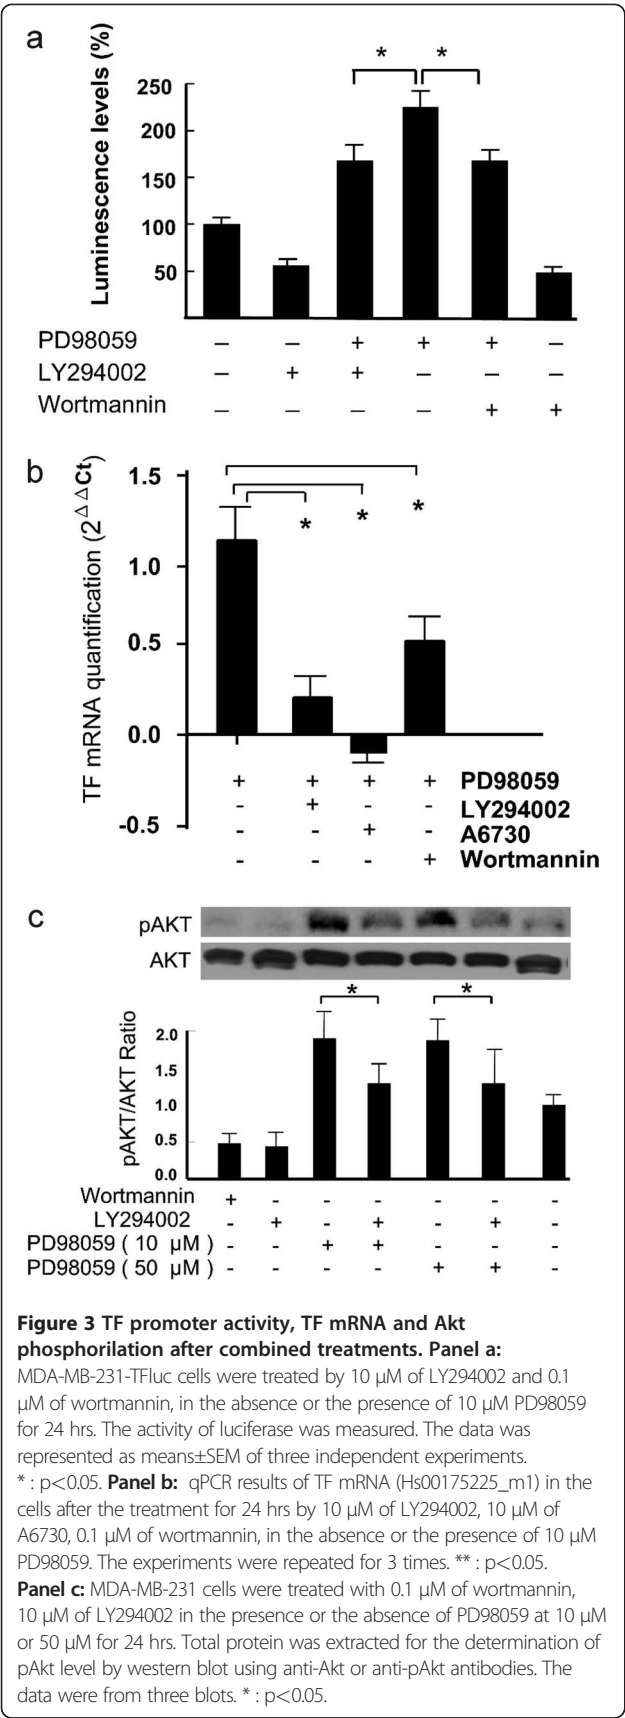 a
* *
Luminescence levels (%)
250
200
150
100
50
PD98059 – – + + + –
LY294002 – + + – – –
Wortmannin – – – – + +
b
TF mRNA quantification (2^△△Ct)
1.5
1.0
0.5
0.0
-0.5
* * *
+ + + + PD98059
- + - - LY294002
- - + - A6730
- - - + Wortmannin
c
pAKT
AKT
* *
pAKT/AKT Ratio
2.0
1.5
1.0
0.5
0.0
Wortmannin + - - - - - -
LY294002 - + - + - + -
PD98059 ( 10 µM ) - - + + - - -
PD98059 ( 50 µM ) - - - - + + -
Figure 3 TF promoter activity, TF mRNA and Akt
phosphorilation after combined treatments. Panel a:
MDA-MB-231-TFluc cells were treated by 10 µM of LY294002 and 0.1
µM of wortmannin, in the absence or the presence of 10 µM PD98059
for 24 hrs. The activity of luciferase was measured. The data was
represented as means±SEM of three independent experiments.
* : p<0.05. Panel b: qPCR results of TF mRNA (Hs00175225_m1) in the
cells after the treatment for 24 hrs by 10 µM of LY294002, 10 µM of
A6730, 0.1 µM of wortmannin, in the absence or the presence of 10 µM
PD98059. The experiments were repeated for 3 times. ** : p<0.05.
Panel c: MDA-MB-231 cells were treated with 0.1 µM of wortmannin,
10 µM of LY294002 in the presence or the absence of PD98059 at 10 µM
or 50 µM for 24 hrs. Total protein was extracted for the determination of
pAkt level by western blot using anti-Akt or anti-pAkt antibodies. The
data were from three blots. * : p<0.05.